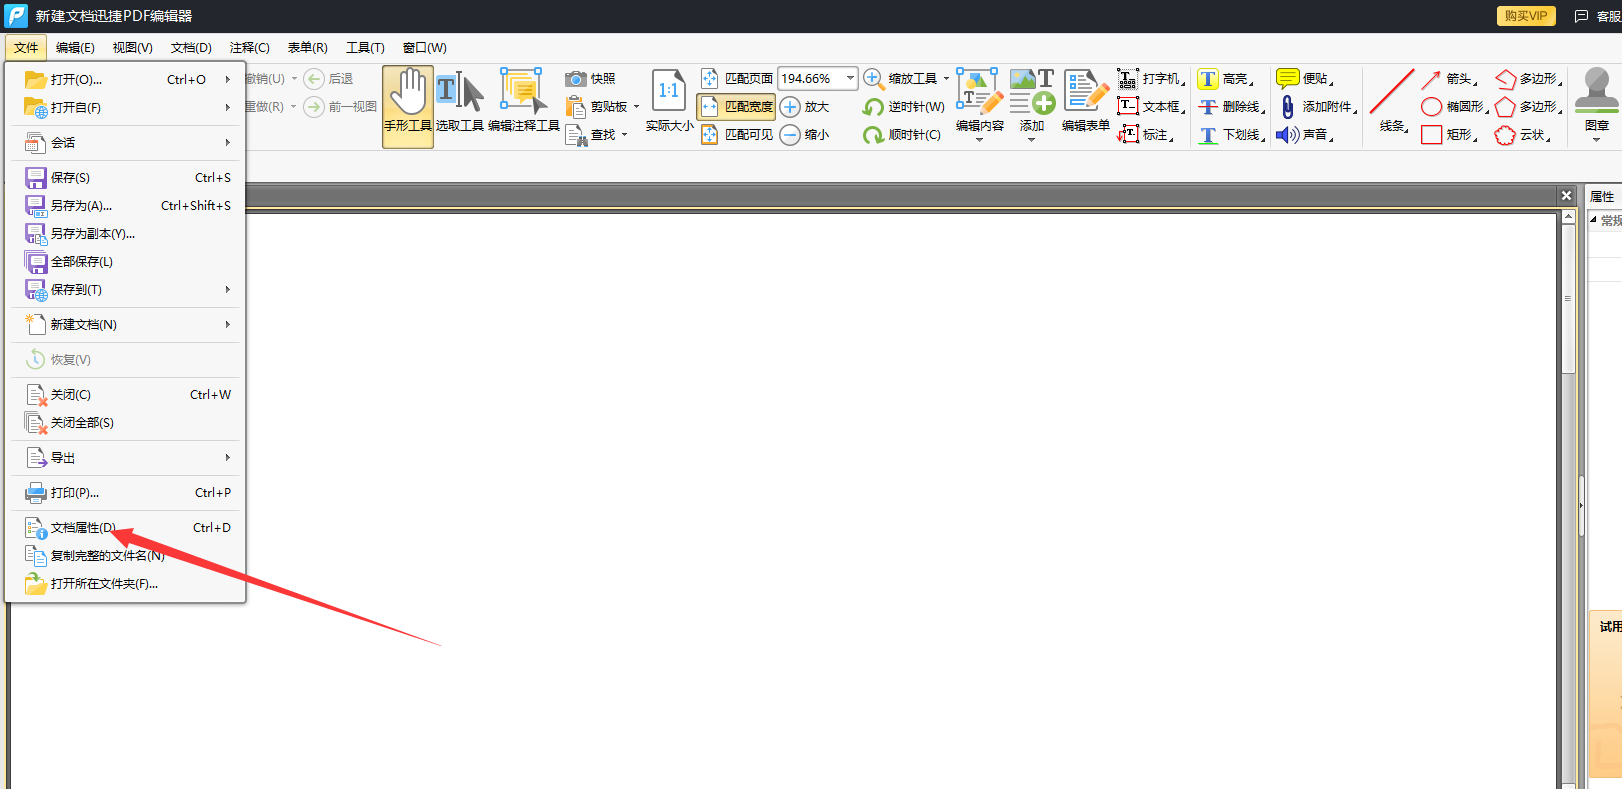 新建文档迅捷PDF编辑器
购买VIP
客服
文件 编辑(E) 视图(V) 文档(D) 注释(C) 表单(R) 工具(T) 窗口(W)
打开(O)... Ctrl+O
打开自(F)
会话
保存(S) Ctrl+S
另存为(A)... Ctrl+Shift+S
另存为副本(Y)...
全部保存(L)
保存到(T)
新建文档(N)
恢复(V)
关闭(C) Ctrl+W
关闭全部(S)
导出
打印(P)... Ctrl+P
文档属性(D) Ctrl+D
复制完整的文件名(N)
打开所在文件夹(F)...
撤销(U) 后退
重做(R) 前一视图
手形工具
选取工具
编辑注释工具
快照
剪贴板
查找
实际大小
1:1
匹配页面 194.66%
匹配宽度 放大
匹配可见 缩小
缩放工具
逆时针(W)
顺时针(C)
编辑内容
添加
编辑表单
打字机
文本框
标注
高亮
删除线
下划线
便贴
添加附件
声音
线条
箭头
椭圆形
矩形
多边形
多边形
云状
图章
属性
常规
试用